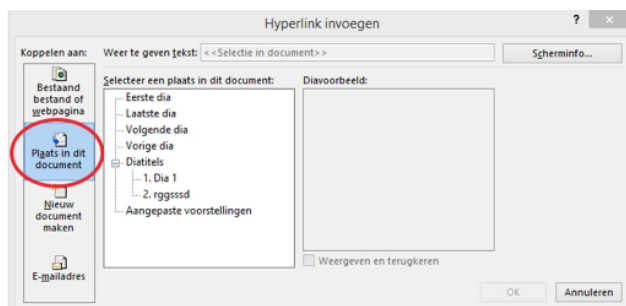 Hyperlink invoegen
? ×
Koppelen aan:
Weer te geven tekst:
<<Selectie in document>>
Scherminfo...
Bestaand
bestand of
webpagina
Plaats in dit
document
Nieuw
document
maken
E-mailadres
Selecteer een plaats in dit document:
Eerste dia
Laatste dia
Volgende dia
Vorige dia
Diatitels
1. Dia 1
2. rggsssd
Aangepaste voorstellingen
Diavoorbeeld:
Weergeven en terugkeren
OK
Annuleren